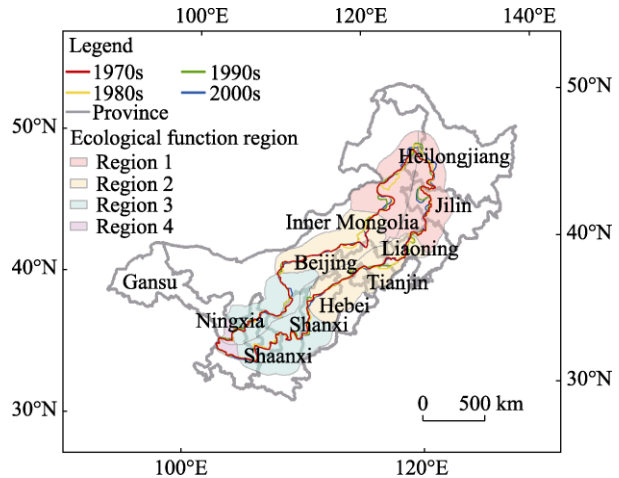 100°E 120°E 140°E
Legend
1970s 1990s
1980s 2000s
Province
Ecological function region
Region 1
Region 2
Region 3
Region 4
50°N
50°N
40°N
40°N
30°N
30°N
Heilongjiang
Jilin
Inner Mongolia
Liaoning
Beijing
Tianjin
Gansu
Hebei
Ningxia
Shanxi
Shaanxi
0 500 km
100°E 120°E